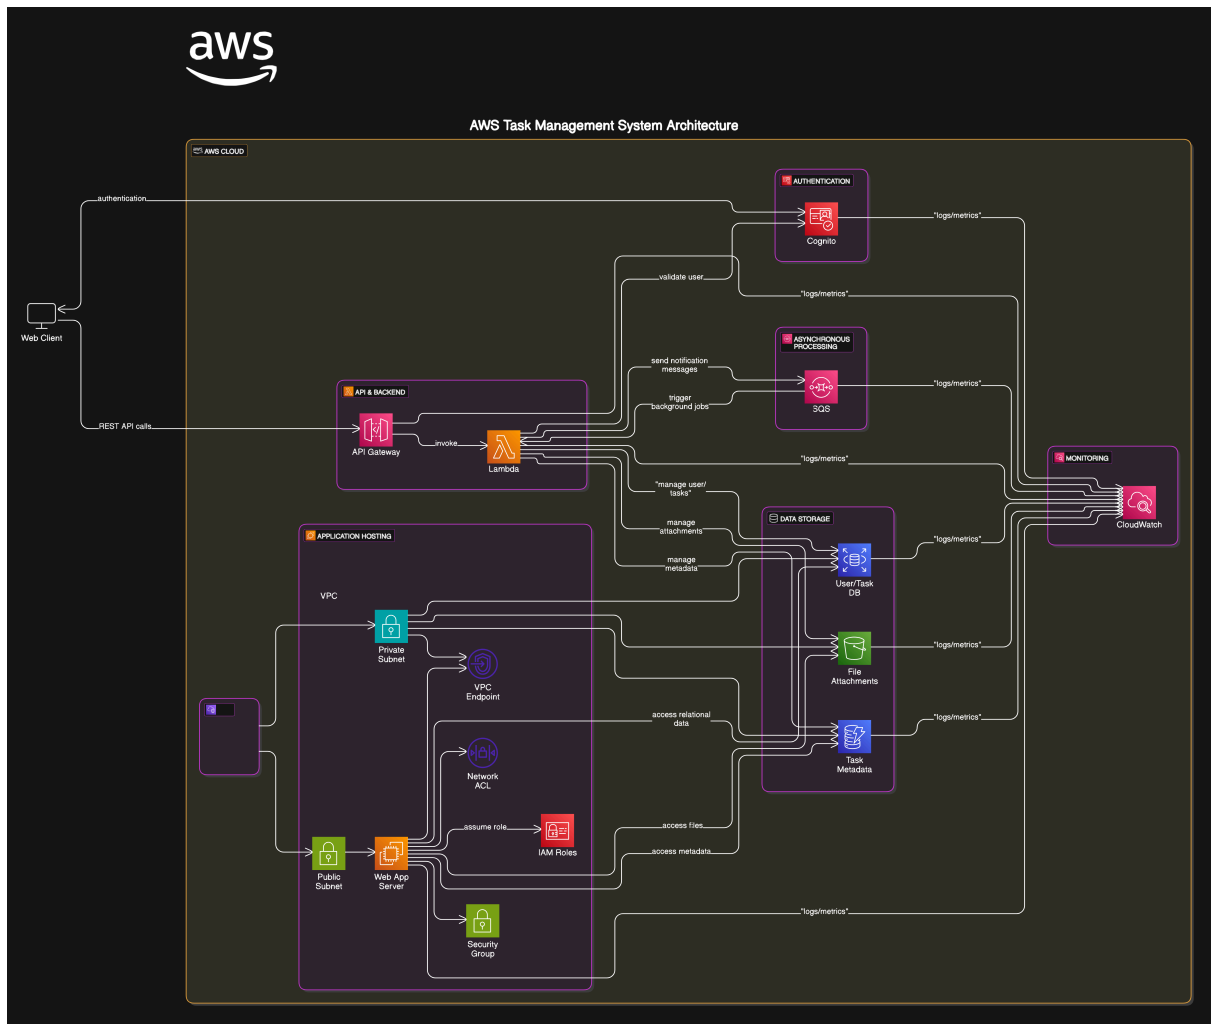 aws
AWS Task Management System Architecture
aws AWS CLOUD
AUTHENTICATION
authentication
Cognito
"logs/metrics"
validate user
"logs/metrics"
Web Client
ASYNCHRONOUS
PROCESSING
send notification
messages
SQS
"logs/metrics"
trigger
background jobs
API & BACKEND
REST API calls
API Gateway
invoke
Lambda
"logs/metrics"
MONITORING
CloudWatch
"manage user/
tasks"
manage
attachments
manage
metadata
DATA STORAGE
User/Task
DB
"logs/metrics"
File
Attachments
"logs/metrics"
Task
Metadata
"logs/metrics"
APPLICATION HOSTING
VPC
Private
Subnet
VPC
Endpoint
access relational
data
Network
ACL
assume role
IAM Roles
access files
access metadata
Public
Subnet
Web App
Server
Security
Group
"logs/metrics"